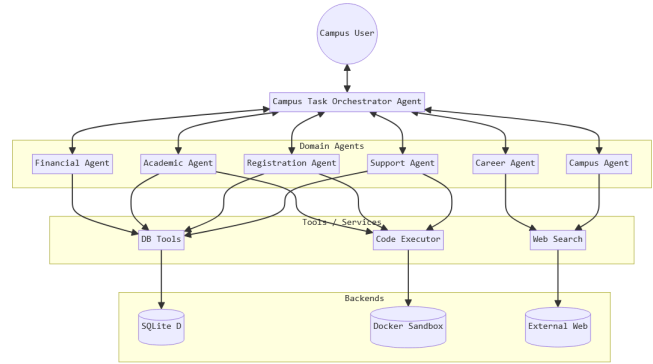 Campus User
Campus Task Orchestrator Agent
Domain Agents
Financial Agent
Academic Agent
Registration Agent
Support Agent
Career Agent
Campus Agent
Tools / Services
DB Tools
Code Executor
Web Search
Backends
SQLite D
Docker Sandbox
External Web